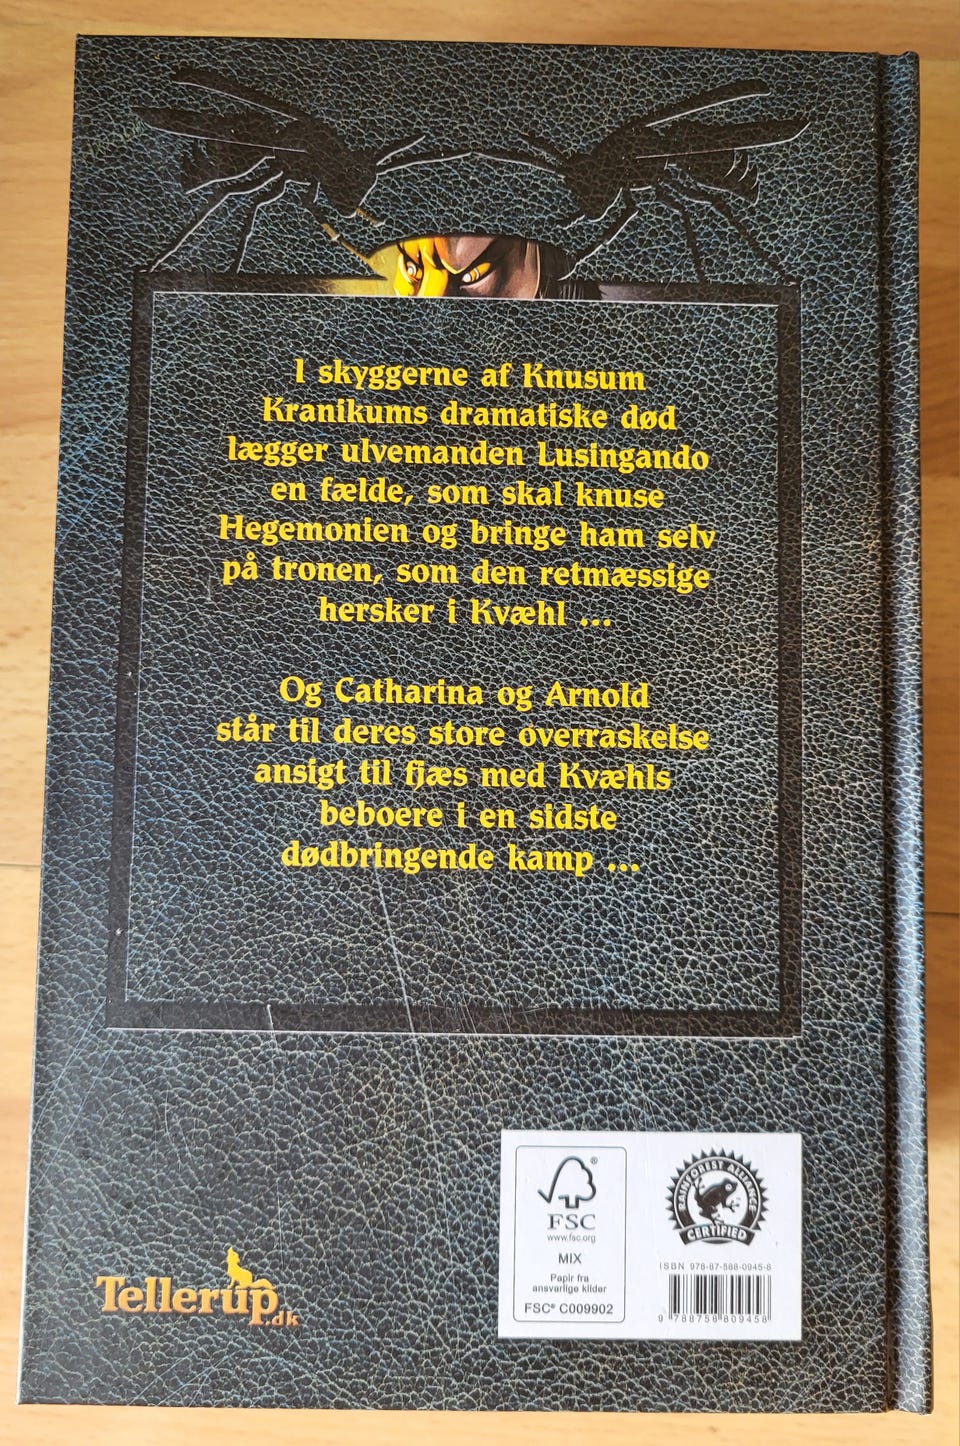 I skyggerne af Knusum
Kranikums dramatiske død
lægger ulvemanden Lusingando
en fælde, som skal knuse
Hegemonien og bringe ham selv
på tronen, som den retmæssige
hersker i Kvæhl ...
Og Catharina og Arnold
står til deres store overraskelse
ansigt til fjæs med Kvæhls
beboere i en sidste
dødbringende kamp ...
Tellerup.dk
®
FSC
www.fsc.org
MIX
Papir fra
ansvarlige kilder
FSC® C009902
RAINFOREST ALLIANCE
CERTIFIED
ISBN 978-87-588-0945-8
9 788758 809458